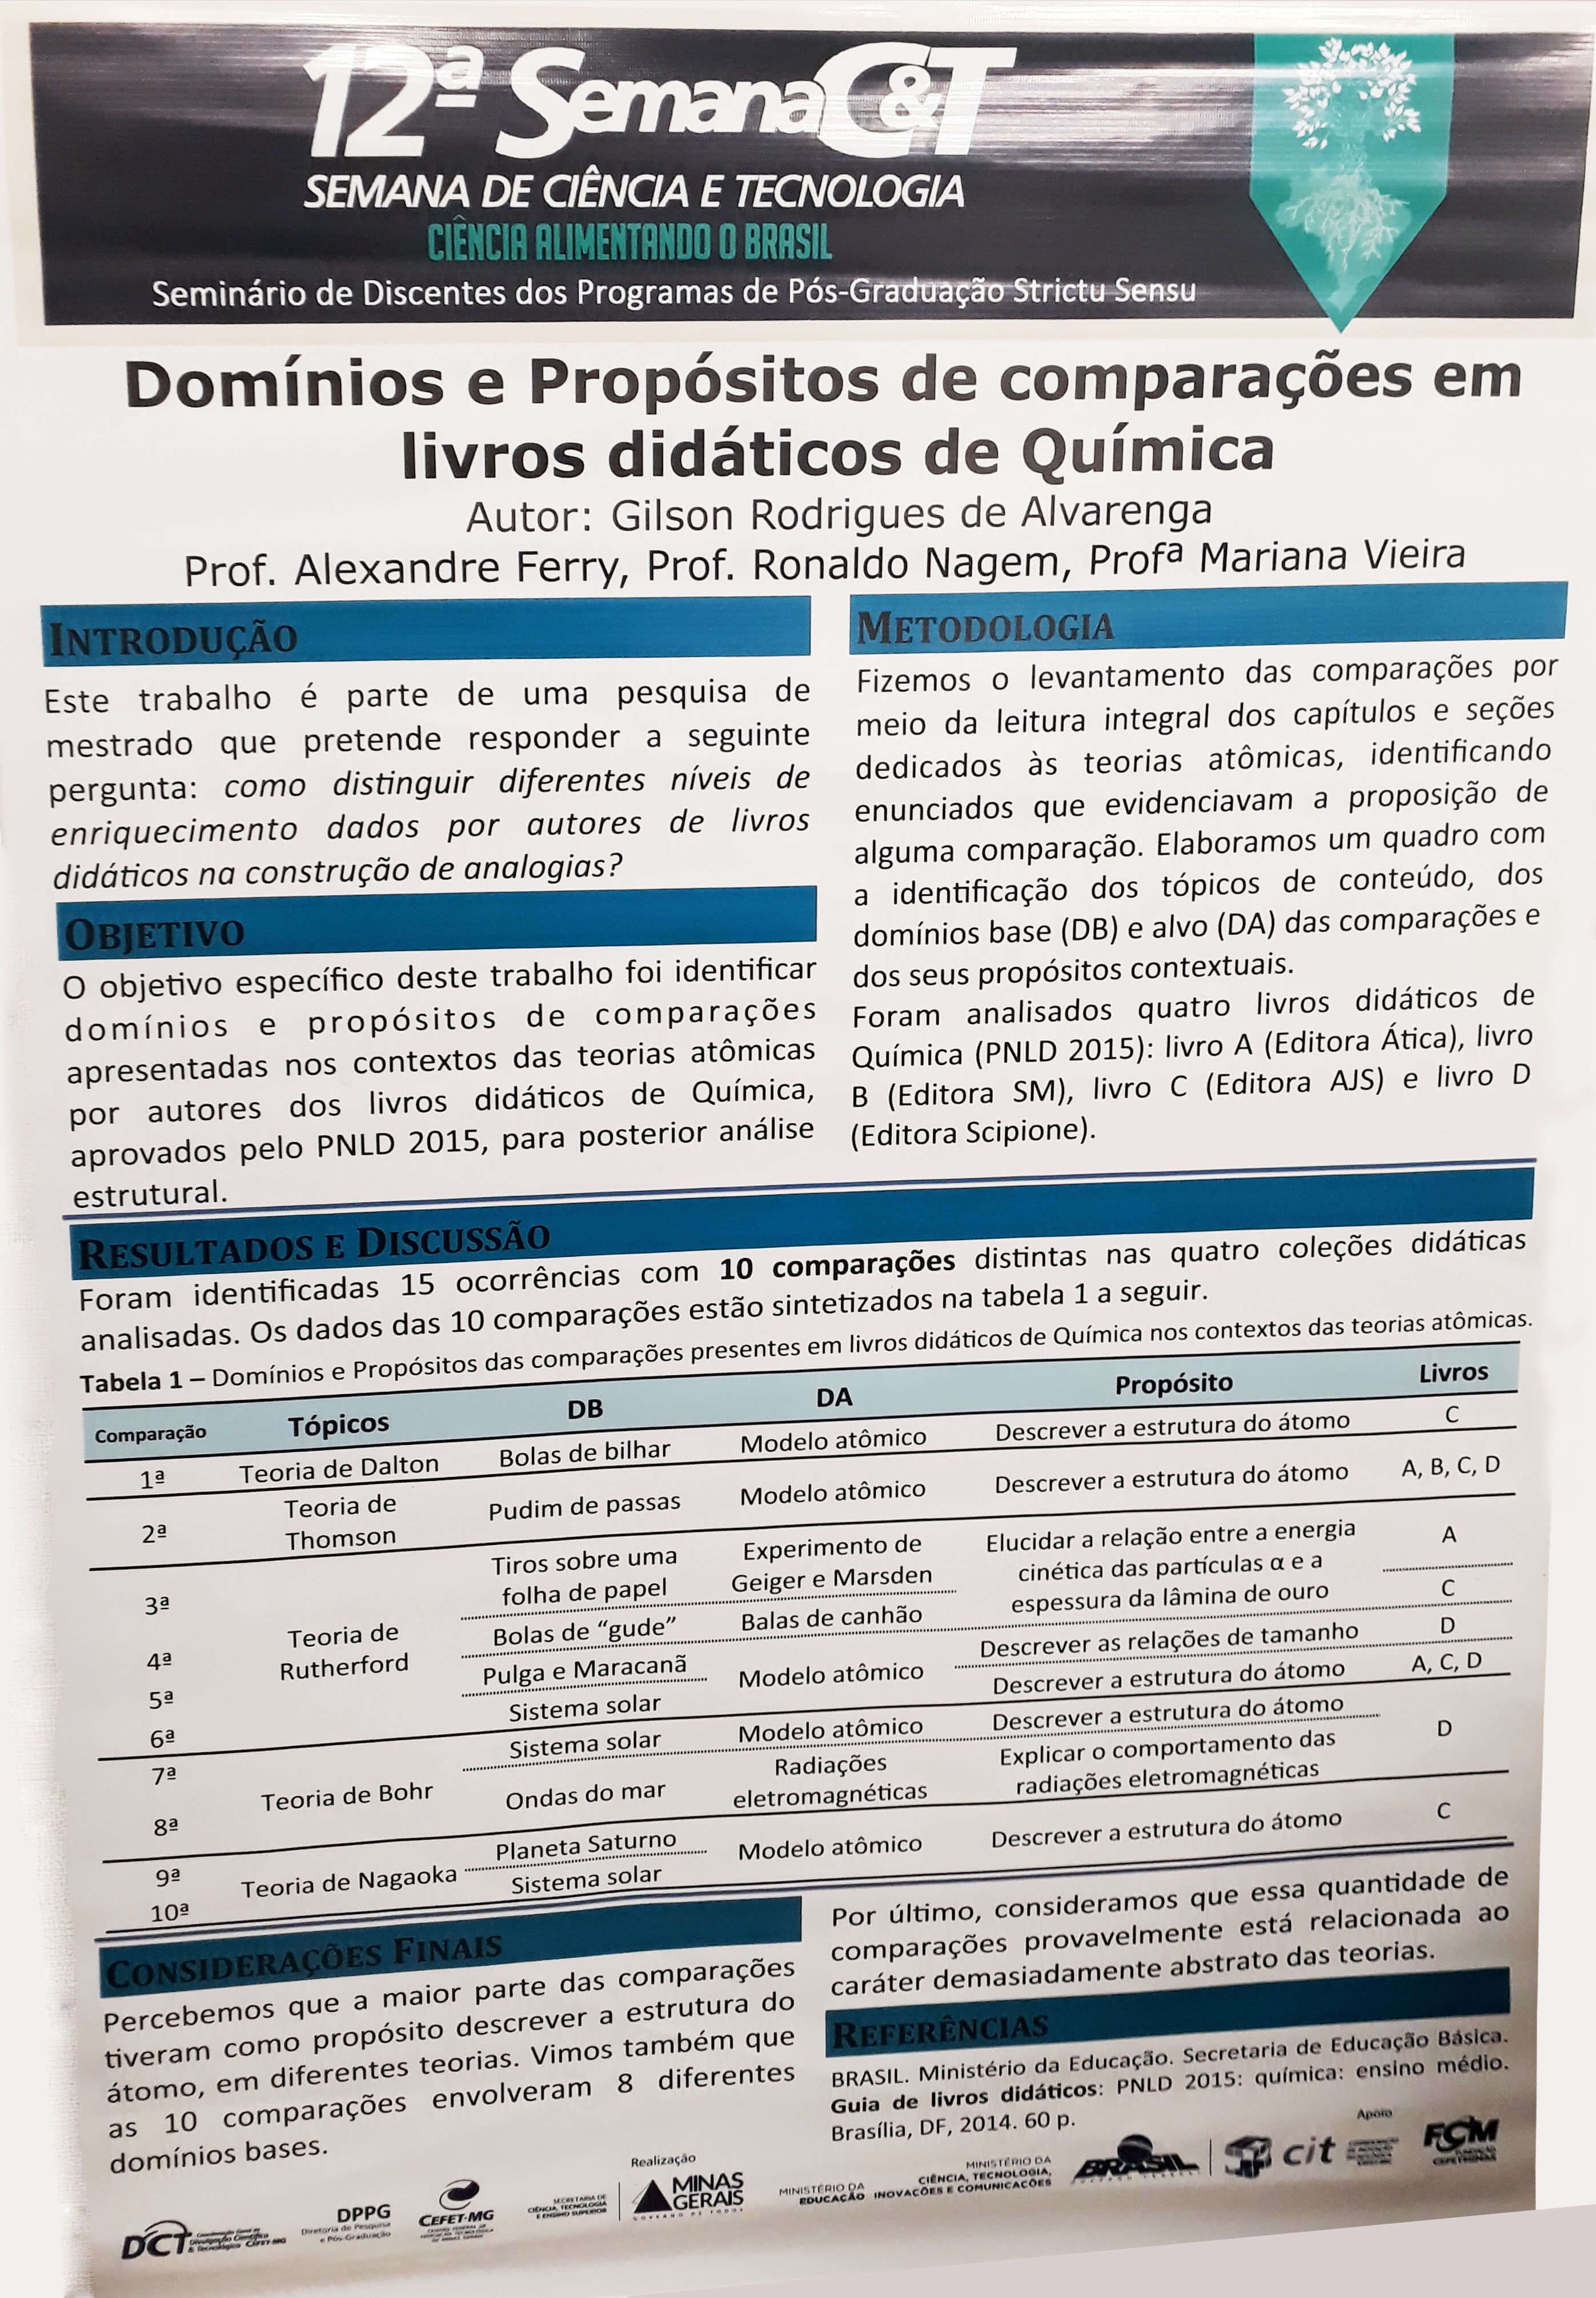 12ª SemanaC&T
SEMANA DE CIÊNCIA E TECNOLOGIA
CIÊNCIA ALIMENTANDO O BRASIL
Seminário de Discentes dos Programas de Pós-Graduação Strictu Sensu
Domínios e Propósitos de comparações em
livros didáticos de Química
Autor: Gilson Rodrigues de Alvarenga
Prof. Alexandre Ferry, Prof. Ronaldo Nagem, Profª Mariana Vieira
INTRODUÇÃO
Este trabalho é parte de uma pesquisa de
mestrado que pretende responder a seguinte
pergunta: como distinguir diferentes níveis de
enriquecimento dados por autores de livros
didáticos na construção de analogias?
OBJETIVO
O objetivo específico deste trabalho foi identificar
domínios e propósitos de comparações
apresentadas nos contextos das teorias atômicas
por autores dos livros didáticos de Química,
aprovados pelo PNLD 2015, para posterior análise
estrutural.
METODOLOGIA
Fizemos o levantamento das comparações por
meio da leitura integral dos capítulos e seções
dedicados às teorias atômicas, identificando
enunciados que evidenciavam a proposição de
alguma comparação. Elaboramos um quadro com
a identificação dos tópicos de conteúdo, dos
domínios base (DB) e alvo (DA) das comparações e
dos seus propósitos contextuais.
Foram analisados quatro livros didáticos de
Química (PNLD 2015): livro A (Editora Ática), livro
B (Editora SM), livro C (Editora AJS) e livro D
(Editora Scipione).
RESULTADOS E DISCUSSÃO
Foram identificadas 15 ocorrências com 10 comparações distintas nas quatro coleções didáticas
analisadas. Os dados das 10 comparações estão sintetizados na tabela 1 a seguir.
Tabela 1 – Domínios e Propósitos das comparações presentes em livros didáticos de Química nos contextos das teorias atômicas.
Comparação Tópicos DB DA Propósito Livros
1ª Teoria de Dalton Bolas de bilhar Modelo atômico Descrever a estrutura do átomo C
2ª Teoria de Thomson Pudim de passas Modelo atômico Descrever a estrutura do átomo A, B, C, D
3ª Teoria de Rutherford Tiros sobre uma folha de papel Experimento de Geiger e Marsden Elucidar a relação entre a energia cinética das partículas α e a espessura da lâmina de ouro A
4ª Bolas de “gude” Balas de canhão C
5ª Pulga e Maracanã Modelo atômico Descrever as relações de tamanho D
6ª Sistema solar Descrever a estrutura do átomo A, C, D
7ª Teoria de Bohr Sistema solar Modelo atômico Descrever a estrutura do átomo D
8ª Ondas do mar Radiações eletromagnéticas Explicar o comportamento das radiações eletromagnéticas
9ª Teoria de Nagaoka Planeta Saturno Modelo atômico Descrever a estrutura do átomo C
10ª Sistema solar
CONSIDERAÇÕES FINAIS
Percebemos que a maior parte das comparações
tiveram como propósito descrever a estrutura do
átomo, em diferentes teorias. Vimos também que
as 10 comparações envolveram 8 diferentes
domínios bases.
Por último, consideramos que essa quantidade de
comparações provavelmente está relacionada ao
caráter demasiadamente abstrato das teorias.
REFERÊNCIAS
BRASIL. Ministério da Educação. Secretaria de Educação Básica.
Guia de livros didáticos: PNLD 2015: química: ensino médio.
Brasília, DF, 2014. 60 p.
Realização
Apoio
DCT
DPPG
Diretoria de Pesquisa
e Pós-Graduação
CEFET-MG
SECRETARIA DE
CIÊNCIA, TECNOLOGIA
E ENSINO SUPERIOR
MINAS
GERAIS
MINISTÉRIO DA
EDUCAÇÃO
MINISTÉRIO DA
CIÊNCIA, TECNOLOGIA,
INOVAÇÕES E COMUNICAÇÕES
BRASIL
cit
FCM